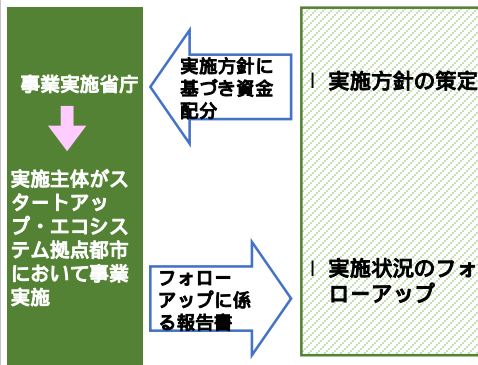 事業実施省庁
実施主体がス
タートアッ
プ・エコシス
テム拠点都市
において事業
実施
実施方針に
基づき資金
配分
フォロー
アップに係
る報告書
l 実施方針の策定
l 実施状況のフォ
ローアップ